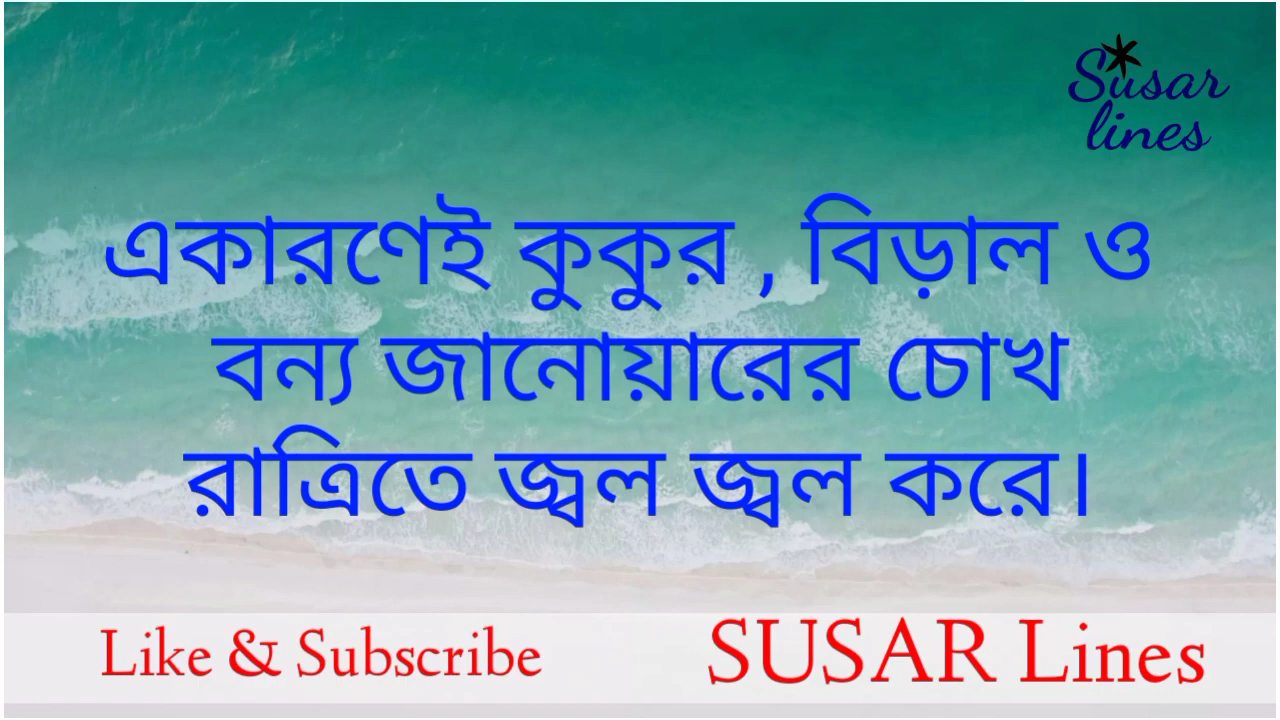 Susar
lines
একারণেই কুকুর , বিড়াল ও
বন্য জানোয়ারের চোখ
রাত্রিতে জ্বল জ্বল করে।
Like & Subscribe
SUSAR Lines